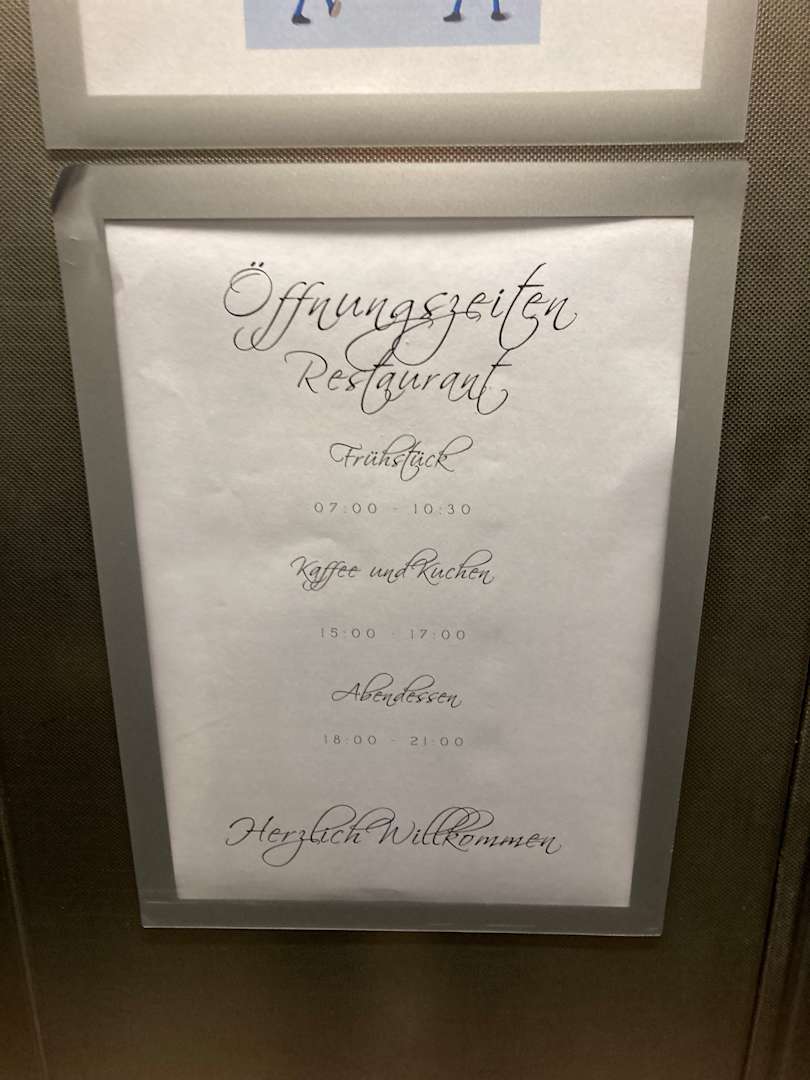 Öffnungszeiten
Restaurant
Frühstück
07:00 - 10:30
Kaffee und Kuchen
15:00 - 17:00
Abendessen
18:00 - 21:00
Herzlich Willkommen